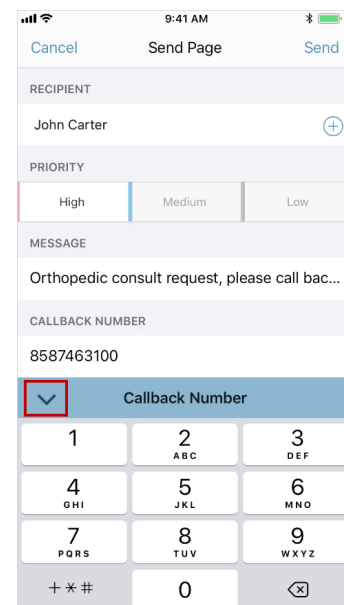 9:41 AM
Cancel Send Page Send
RECIPIENT
John Carter
PRIORITY
High Medium Low
MESSAGE
Orthopedic consult request, please call bac...
CALLBACK NUMBER
8587463100
Callback Number
1 2 3
ABC DEF
4 5 6
GHI JKL MNO
7 8 9
PQRS TUV WXYZ
+*# 0